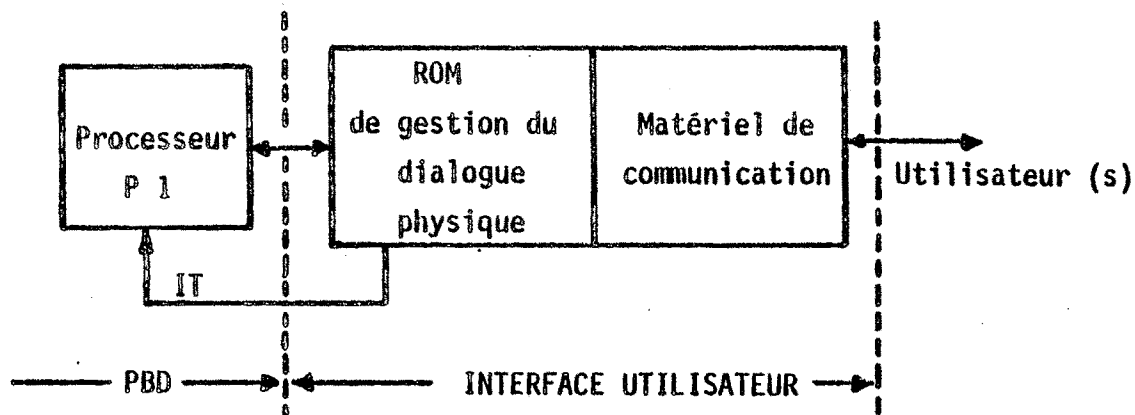 Processeur
P 1
ROM
de gestion du
dialogue
physique
Matériel de
communication
Utilisateur (s)
IT
PBD
INTERFACE UTILISATEUR